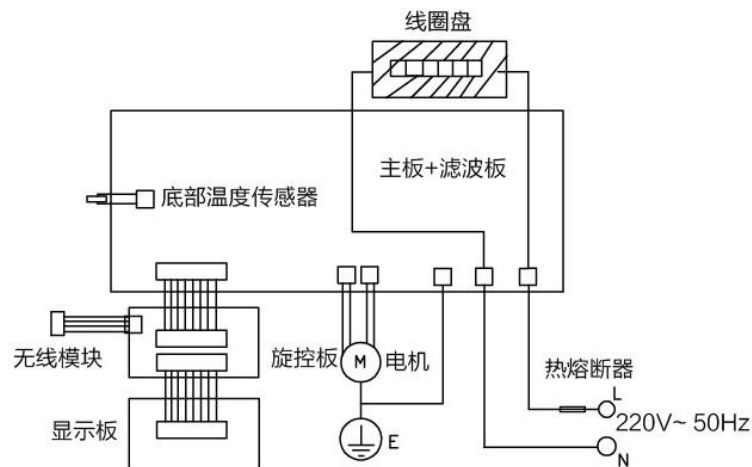 线圈盘
主板+滤波板
底部温度传感器
无线模块
旋控板
M
电机
热熔断器
L
220V~ 50Hz
显示板
E
N